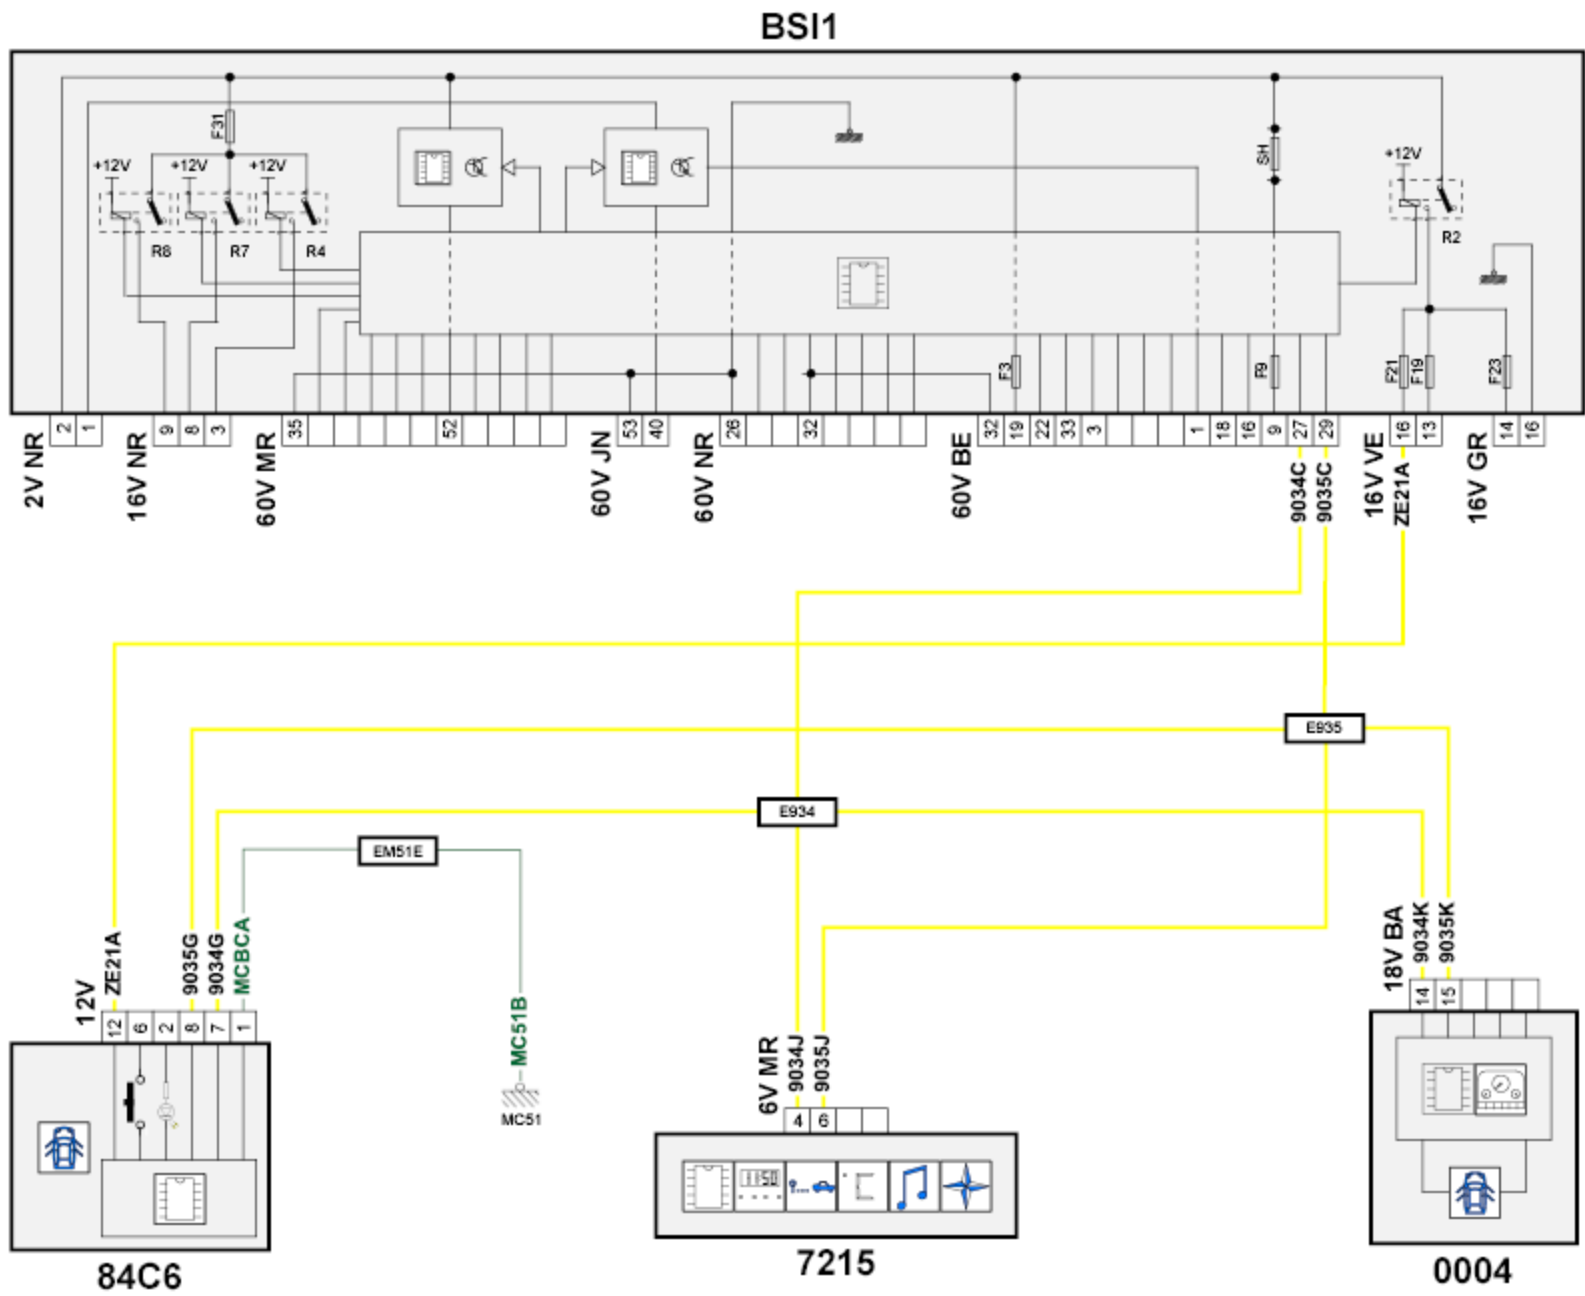 BSI1
F31
SH
+12V +12V +12V +12V
R8 R7 R4 R2
F3 F9 F21 F19 F23
2 1 9 8 3 35 52 53 40 26 32 32 19 22 33 3 1 18 16 9 27 29 16 13 14 16
2V NR
16V NR
60V MR
60V JN
60V NR
60V BE
9034C
9035C
16V VE
ZE21A
16V GR
E935
E934
EM51E
12V
ZE21A
9035G
9034G
MCBCA
MC51B
MC51
6V MR
9034J
9035J
18V BA
9034K
9035K
12 6 2 8 7 1
4 6
14 15
11:50
°C
84C6
7215
0004